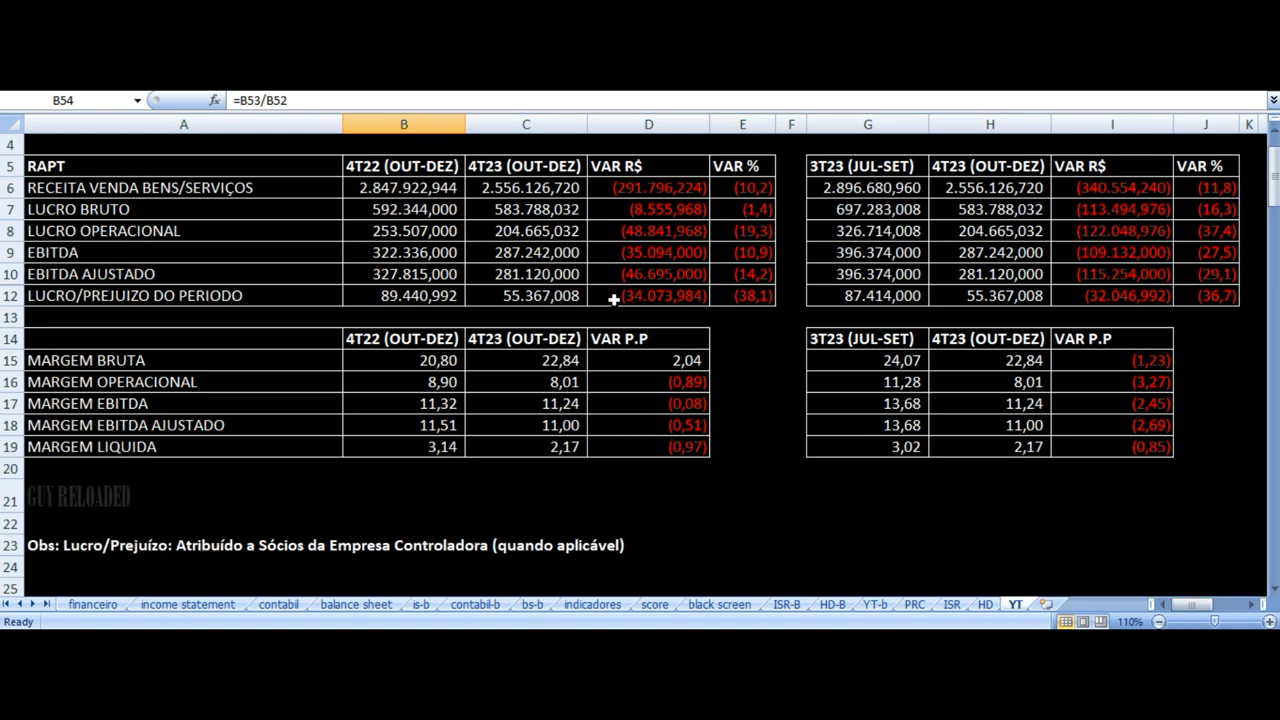 B54 fx =B53/B52
A B C D E F G H I J K
4
5 RAPT 4T22 (OUT-DEZ) 4T23 (OUT-DEZ) VAR R$ VAR % 3T23 (JUL-SET) 4T23 (OUT-DEZ) VAR R$ VAR %
6 RECEITA VENDA BENS/SERVIÇOS 2.847.922,944 2.556.126,720 (291.796,224) (10,2) 2.896.680,960 2.556.126,720 (340.554,240) (11,8)
7 LUCRO BRUTO 592.344,000 583.788,032 (8.555,968) (1,4) 697.283,008 583.788,032 (113.494,976) (16,3)
8 LUCRO OPERACIONAL 253.507,000 204.665,032 (48.841,968) (19,3) 326.714,008 204.665,032 (122.048,976) (37,4)
9 EBITDA 322.336,000 287.242,000 (35.094,000) (10,9) 396.374,000 287.242,000 (109.132,000) (27,5)
10 EBITDA AJUSTADO 327.815,000 281.120,000 (46.695,000) (14,2) 396.374,000 281.120,000 (115.254,000) (29,1)
12 LUCRO/PREJUIZO DO PERIODO 89.440,992 55.367,008 (34.073,984) (38,1) 87.414,000 55.367,008 (32.046,992) (36,7)
13
14 4T22 (OUT-DEZ) 4T23 (OUT-DEZ) VAR P.P 3T23 (JUL-SET) 4T23 (OUT-DEZ) VAR P.P
15 MARGEM BRUTA 20,80 22,84 2,04 24,07 22,84 (1,23)
16 MARGEM OPERACIONAL 8,90 8,01 (0,89) 11,28 8,01 (3,27)
17 MARGEM EBITDA 11,32 11,24 (0,08) 13,68 11,24 (2,45)
18 MARGEM EBITDA AJUSTADO 11,51 11,00 (0,51) 13,68 11,00 (2,69)
19 MARGEM LIQUIDA 3,14 2,17 (0,97) 3,02 2,17 (0,85)
20
21 GUY RELOADED
22
23 Obs: Lucro/Prejuízo: Atribuído a Sócios da Empresa Controladora (quando aplicável)
24
25
financeiro income statement contabil balance sheet is-b contabil-b bs-b indicadores score black screen ISR-B HD-B YT-b PRC ISR HD YT
Ready 110%